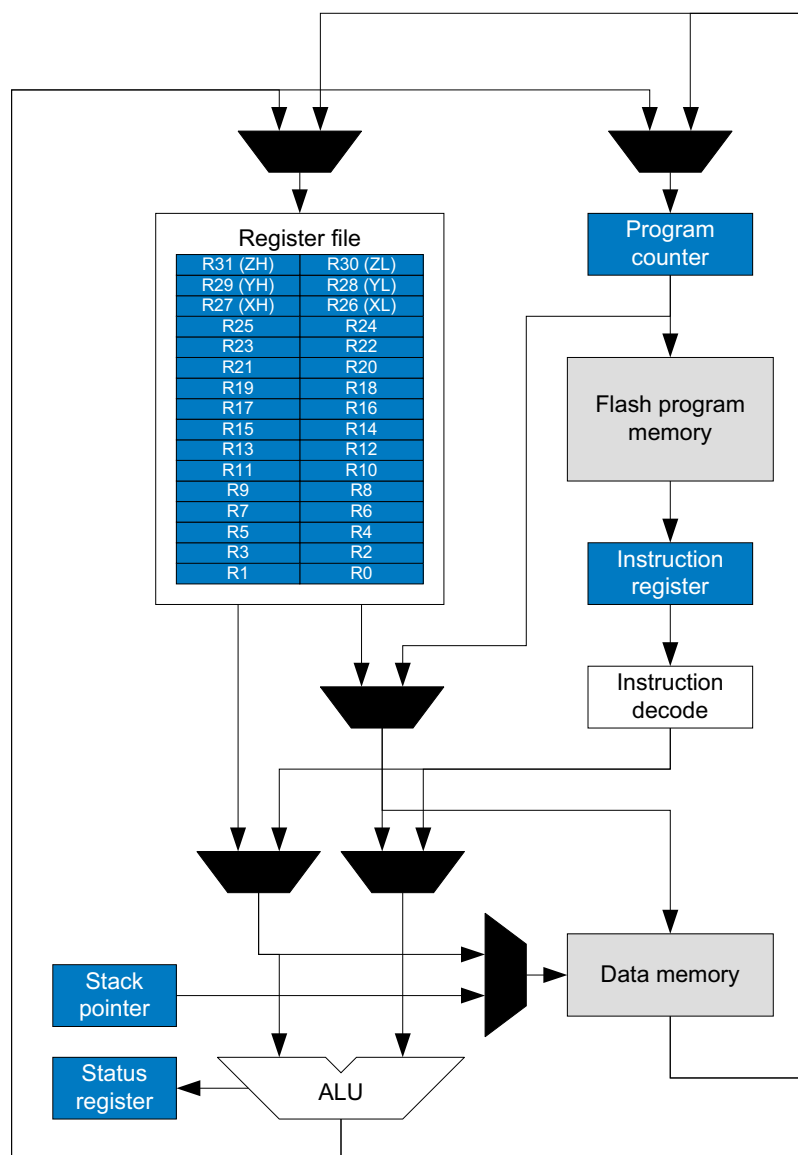 Register file
R31 (ZH) R30 (ZL)
R29 (YH) R28 (YL)
R27 (XH) R26 (XL)
R25 R24
R23 R22
R21 R20
R19 R18
R17 R16
R15 R14
R13 R12
R11 R10
R9 R8
R7 R6
R5 R4
R3 R2
R1 R0
Program
counter
Flash program
memory
Instruction
register
Instruction
decode
Stack
pointer
Data memory
Status
register
ALU